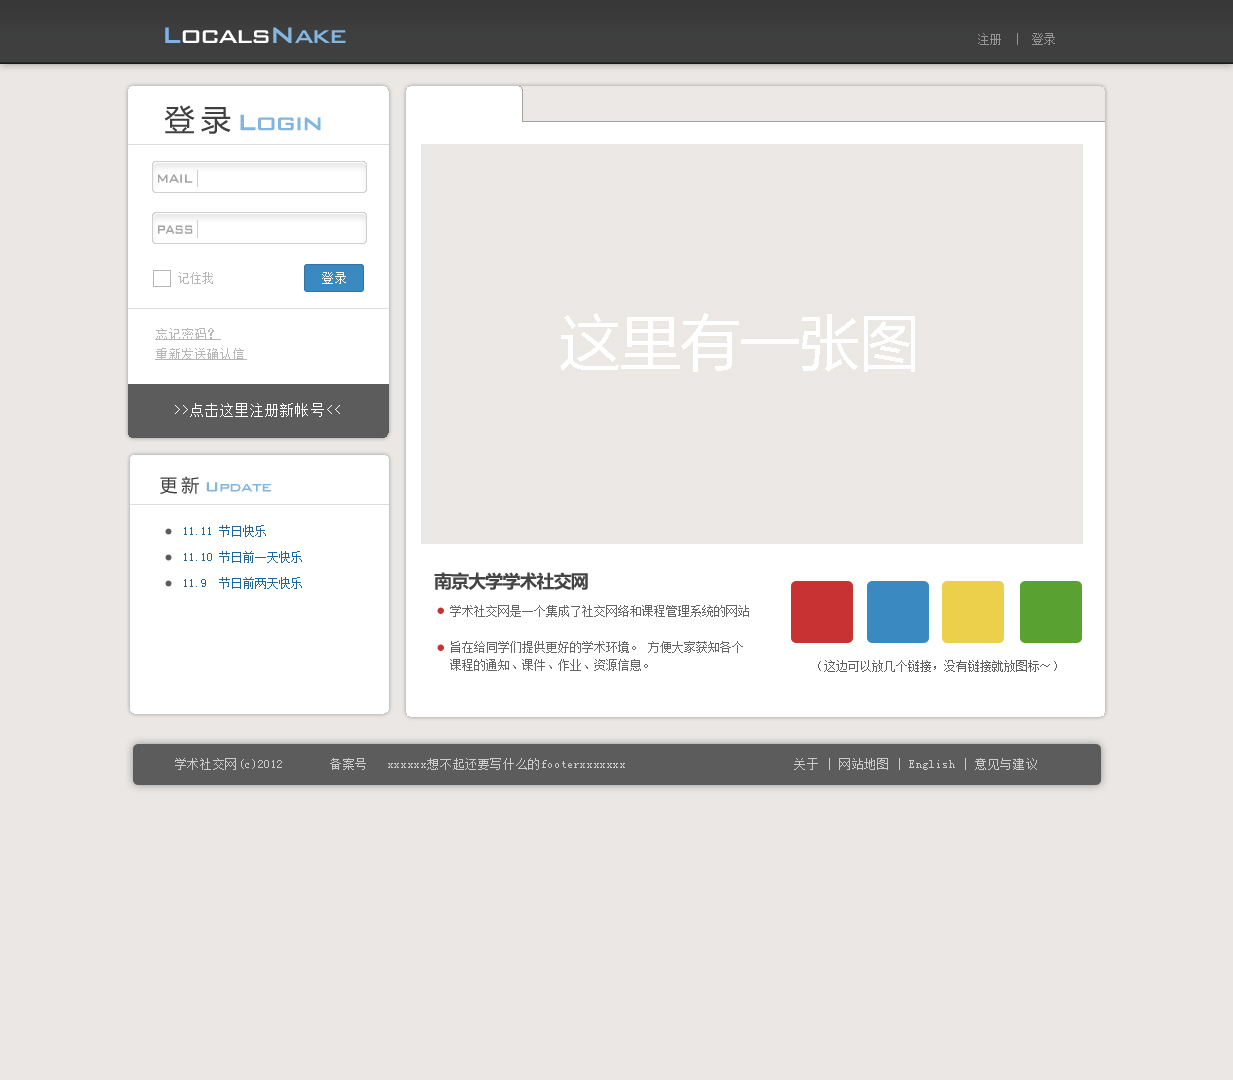 LOCALSNAKE
注册 | 登录
登录 LOGIN
MAIL
PASS
记住我
登录
忘记密码?
重新发送确认信
>>点击这里注册新帐号<<
更新 UPDATE
11.11 节日快乐
11.10 节日前一天快乐
11.9 节日前两天快乐
这里有一张图
南京大学学术社交网
学术社交网是一个集成了社交网络和课程管理系统的网站
旨在给同学们提供更好的学术环境。 方便大家获知各个
课程的通知、课件、作业、资源信息。
（这边可以放几个链接，没有链接就放图标～）
学术社交网(c)2012 备案号 xxxxxx想不起还要写什么的footerxxxxxxx
关于 | 网站地图 | English | 意见与建议